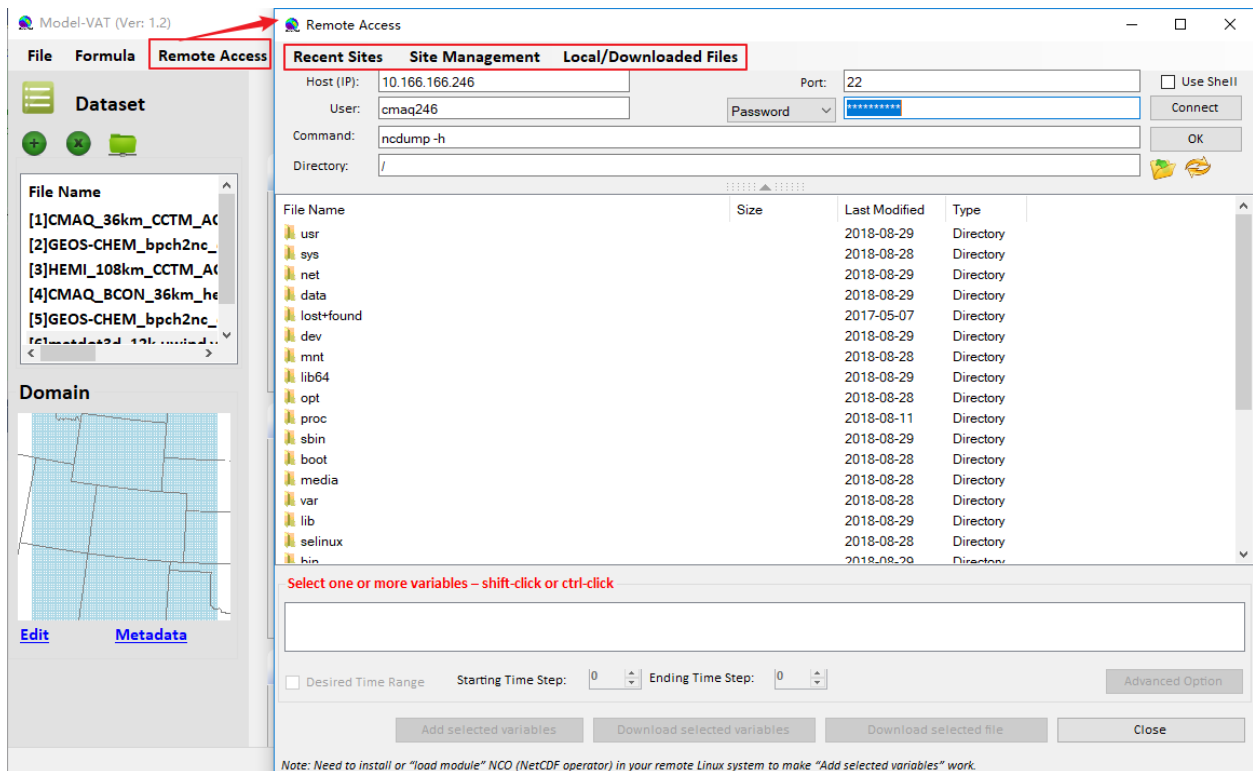 Model-VAT (Ver: 1.2)
File Formula Remote Access
Dataset
File Name
[1]CMAQ_36km_CCTM_AC
[2]GEOS-CHEM_bpch2nc_
[3]HEMI_108km_CCTM_AC
[4]CMAQ_BCON_36km_he
[5]GEOS-CHEM_bpch2nc_
Domain
Edit Metadata
Remote Access
Recent Sites Site Management Local/Downloaded Files
Host (IP): 10.166.166.246 Port: 22 Use Shell
User: cmaq246 Password ********** Connect
Command: ncdump -h OK
Directory: /
File Name Size Last Modified Type
usr 2018-08-29 Directory
sys 2018-08-28 Directory
net 2018-08-29 Directory
data 2018-08-29 Directory
lost+found 2017-05-07 Directory
dev 2018-08-29 Directory
mnt 2018-08-28 Directory
lib64 2018-08-29 Directory
opt 2018-08-28 Directory
proc 2018-08-11 Directory
sbin 2018-08-29 Directory
boot 2018-08-28 Directory
media 2018-08-28 Directory
var 2018-08-28 Directory
lib 2018-08-29 Directory
selinux 2018-08-28 Directory
bin 2018-08-29 Directory
Select one or more variables – shift-click or ctrl-click
Desired Time Range Starting Time Step: 0 Ending Time Step: 0 Advanced Option
Add selected variables Download selected variables Download selected file Close
Note: Need to install or "load module" NCO (NetCDF operator) in your remote Linux system to make "Add selected variables" work.